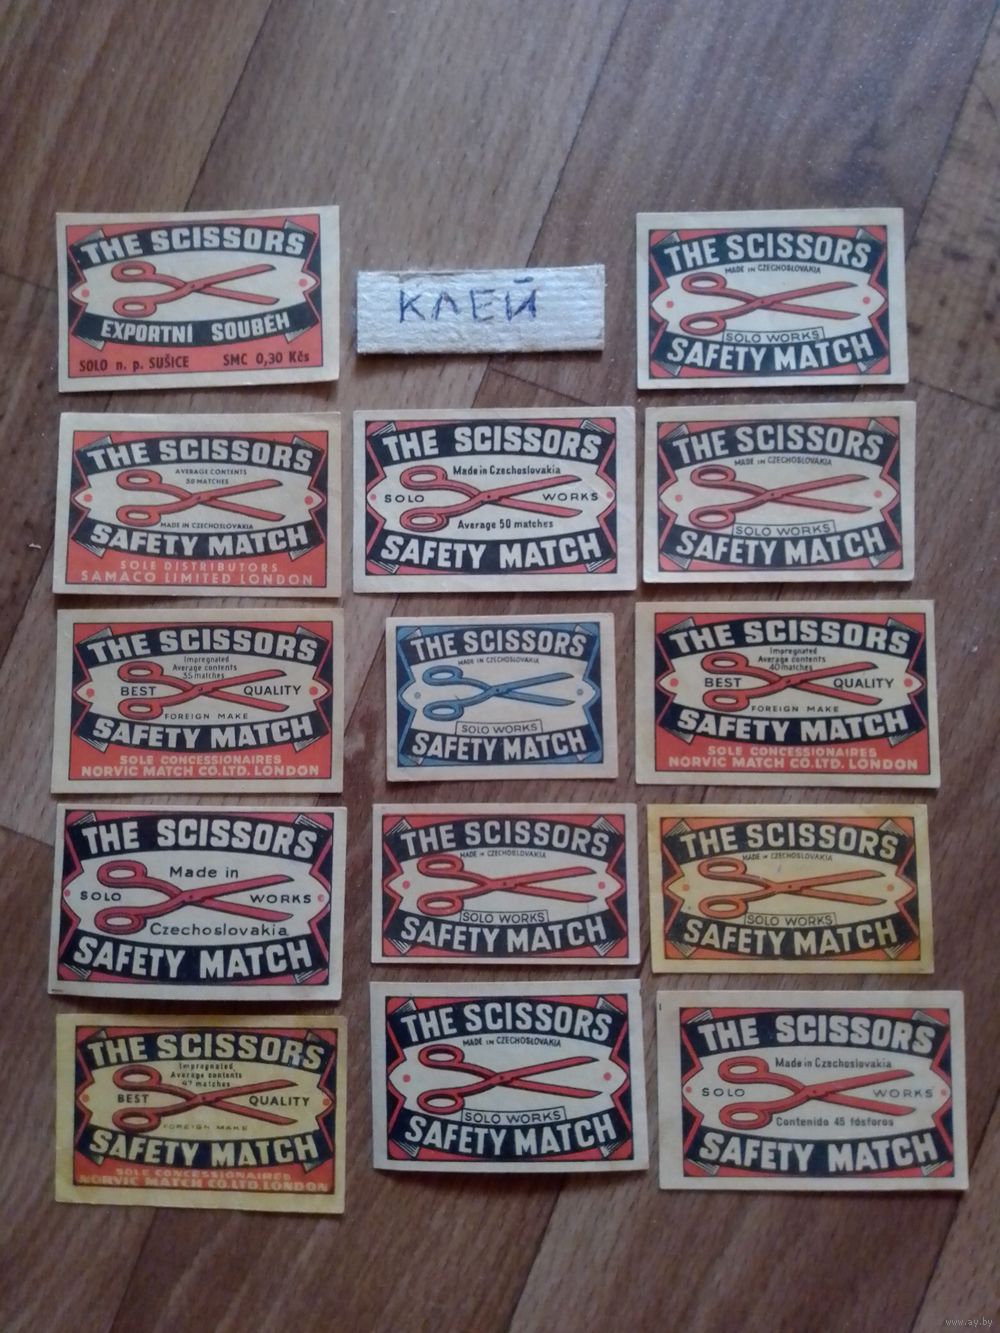 THE SCISSORS
EXPORTNÍ SOUBĚH
SOLO n. p. SUŠICE SMC 0,30 Kčs
КЛЕЙ
THE SCISSORS
MADE IN CZECHOSLOVAKIA
SOLO WORKS
SAFETY MATCH
THE SCISSORS
AVERAGE CONTENTS
50 MATCHES
MADE IN CZECHOSLOVAKIA
SAFETY MATCH
SOLE DISTRIBUTORS
SAMACO LIMITED LONDON
THE SCISSORS
Made in Czechoslovakia
SOLO WORKS
Average 50 matches
SAFETY MATCH
THE SCISSORS
MADE IN CZECHOSLOVAKIA
SOLO WORKS
SAFETY MATCH
THE SCISSORS
Impregnated
Average contents
35 matches
BEST QUALITY
FOREIGN MAKE
SAFETY MATCH
SOLE CONCESSIONAIRES
NORVIC MATCH CO. LTD. LONDON
THE SCISSORS
MADE IN CZECHOSLOVAKIA
SOLO WORKS
SAFETY MATCH
THE SCISSORS
Impregnated
Average contents
40 matches
BEST QUALITY
FOREIGN MAKE
SAFETY MATCH
SOLE CONCESSIONAIRES
NORVIC MATCH CO. LTD. LONDON
THE SCISSORS
Made in
SOLO WORKS
Czechoslovakia
SAFETY MATCH
THE SCISSORS
MADE IN CZECHOSLOVAKIA
SOLO WORKS
SAFETY MATCH
THE SCISSORS
MADE IN CZECHOSLOVAKIA
SOLO WORKS
SAFETY MATCH
THE SCISSORS
Impregnated
Average contents
matches
BEST QUALITY
FOREIGN MAKE
SAFETY MATCH
SOLE CONCESSIONAIRES
NORVIC MATCH CO. LTD. LONDON
THE SCISSORS
MADE IN CZECHOSLOVAKIA
SOLO WORKS
SAFETY MATCH
THE SCISSORS
Made in Czechoslovakia
SOLO WORKS
Contenido 45 fósforos
SAFETY MATCH
www.ay.by